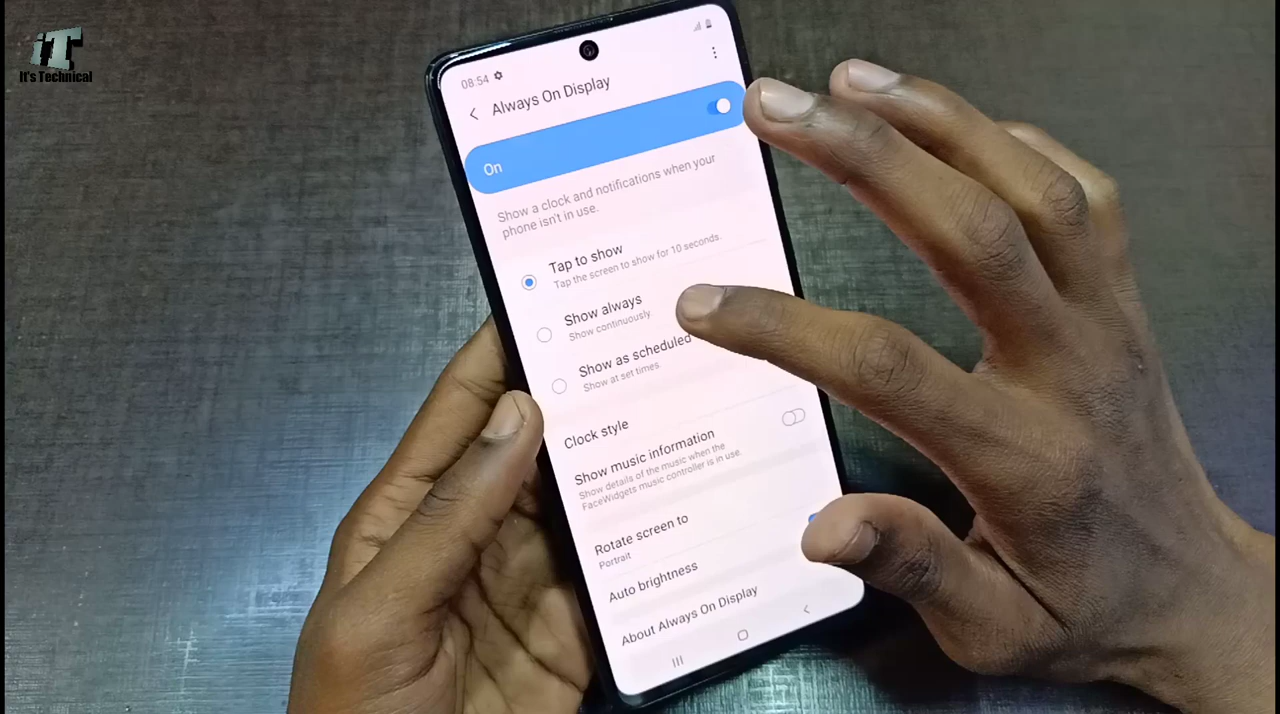 iT
It's Technical
08:54
Always On Display
On
Show a clock and notifications when your
phone isn't in use.
Tap to show
Tap the screen to show for 10 seconds.
Show always
Show continuously
Show as scheduled
Show at set times
Clock style
Show music information
Show details of the music when the
FaceWidgets music controller is in use.
Rotate screen to
Portrait
Auto brightness
About Always On Display